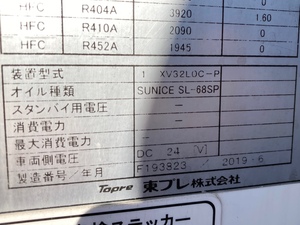 HFC R404A 3920 1.60
HFC R410A 2090 0
HFC R452A 1945 0
装置型式 1 XVS2LDC-P
オイル種類 SUNICE SL-68SP
スタンバイ用電圧 ―
消費電力 ―
最大消費電力
車両側電圧 DC 24 [V]
製造番号／年月 F193823 ／ 2019-6
Topre 東プレ株式会社
検ステッカー